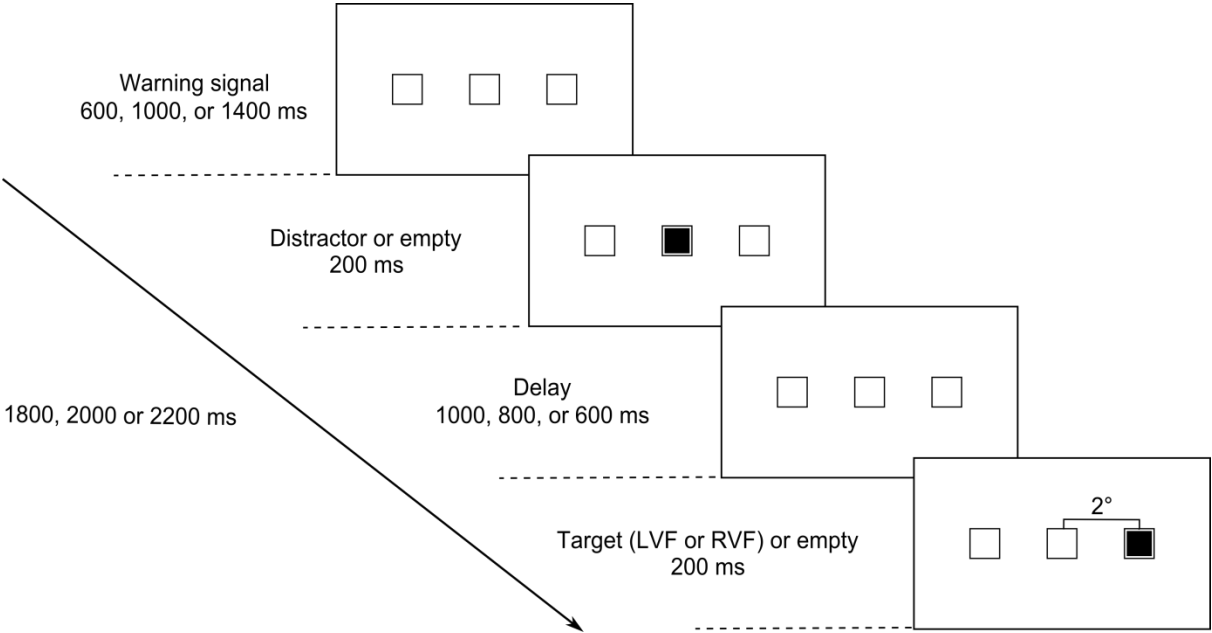 Warning signal
600, 1000, or 1400 ms
Distractor or empty
200 ms
Delay
1000, 800, or 600 ms
1800, 2000 or 2200 ms
2°
Target (LVF or RVF) or empty
200 ms